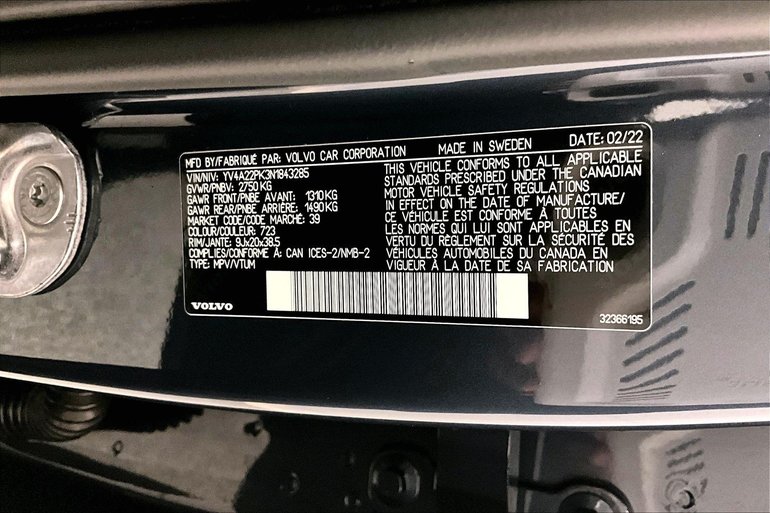 MFD BY/FABRIQUÉ PAR: VOLVO CAR CORPORATION MADE IN SWEDEN DATE: 02/22
VIN/NIV: YV4A22PK3N1843285
GVWR/PNBV: 2750 KG
GAWR FRONT/PNBE AVANT: 1310 KG
GAWR REAR/PNBE ARRIÈRE: 1490 KG
MARKET CODE/CODE MARCHÉ: 39
COLOUR/COULEUR: 723
RIM/JANTE: 9Jx20x38.5
COMPLIES/CONFORME À: CAN ICES-2/NMB-2
TYPE: MPV/VTUM
THIS VEHICLE CONFORMS TO ALL APPLICABLE
STANDARDS PRESCRIBED UNDER THE CANADIAN
MOTOR VEHICLE SAFETY REGULATIONS
IN EFFECT ON THE DATE OF MANUFACTURE/
CE VÉHICULE EST CONFORME À TOUTES
LES NORMES QUI LUI SONT APPLICABLES EN
VERTU DU RÈGLEMENT SUR LA SÉCURITÉ DES
VÉHICULES AUTOMOBILES DU CANADA EN
VIGUEUR À LA DATE DE SA FABRICATION
VOLVO
32366195